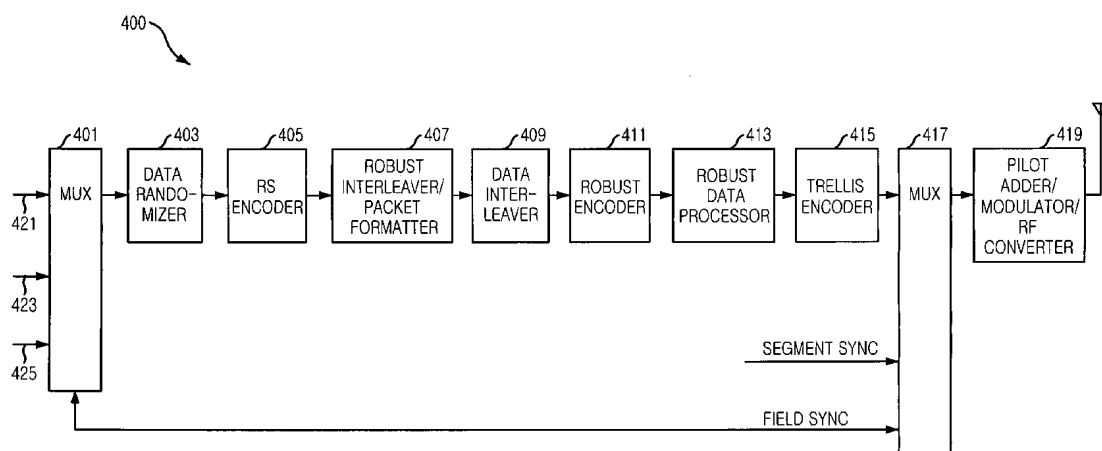 400
401
403
405
407
409
411
413
415
417
419
MUX
DATA
RANDO-
MIZER
RS
ENCODER
ROBUST
INTERLEAVER/
PACKET
FORMATTER
DATA
INTER-
LEAVER
ROBUST
ENCODER
ROBUST
DATA
PROCESSOR
TRELLIS
ENCODER
MUX
PILOT
ADDER/
MODULATOR/
RF
CONVERTER
421
423
425
SEGMENT SYNC
FIELD SYNC